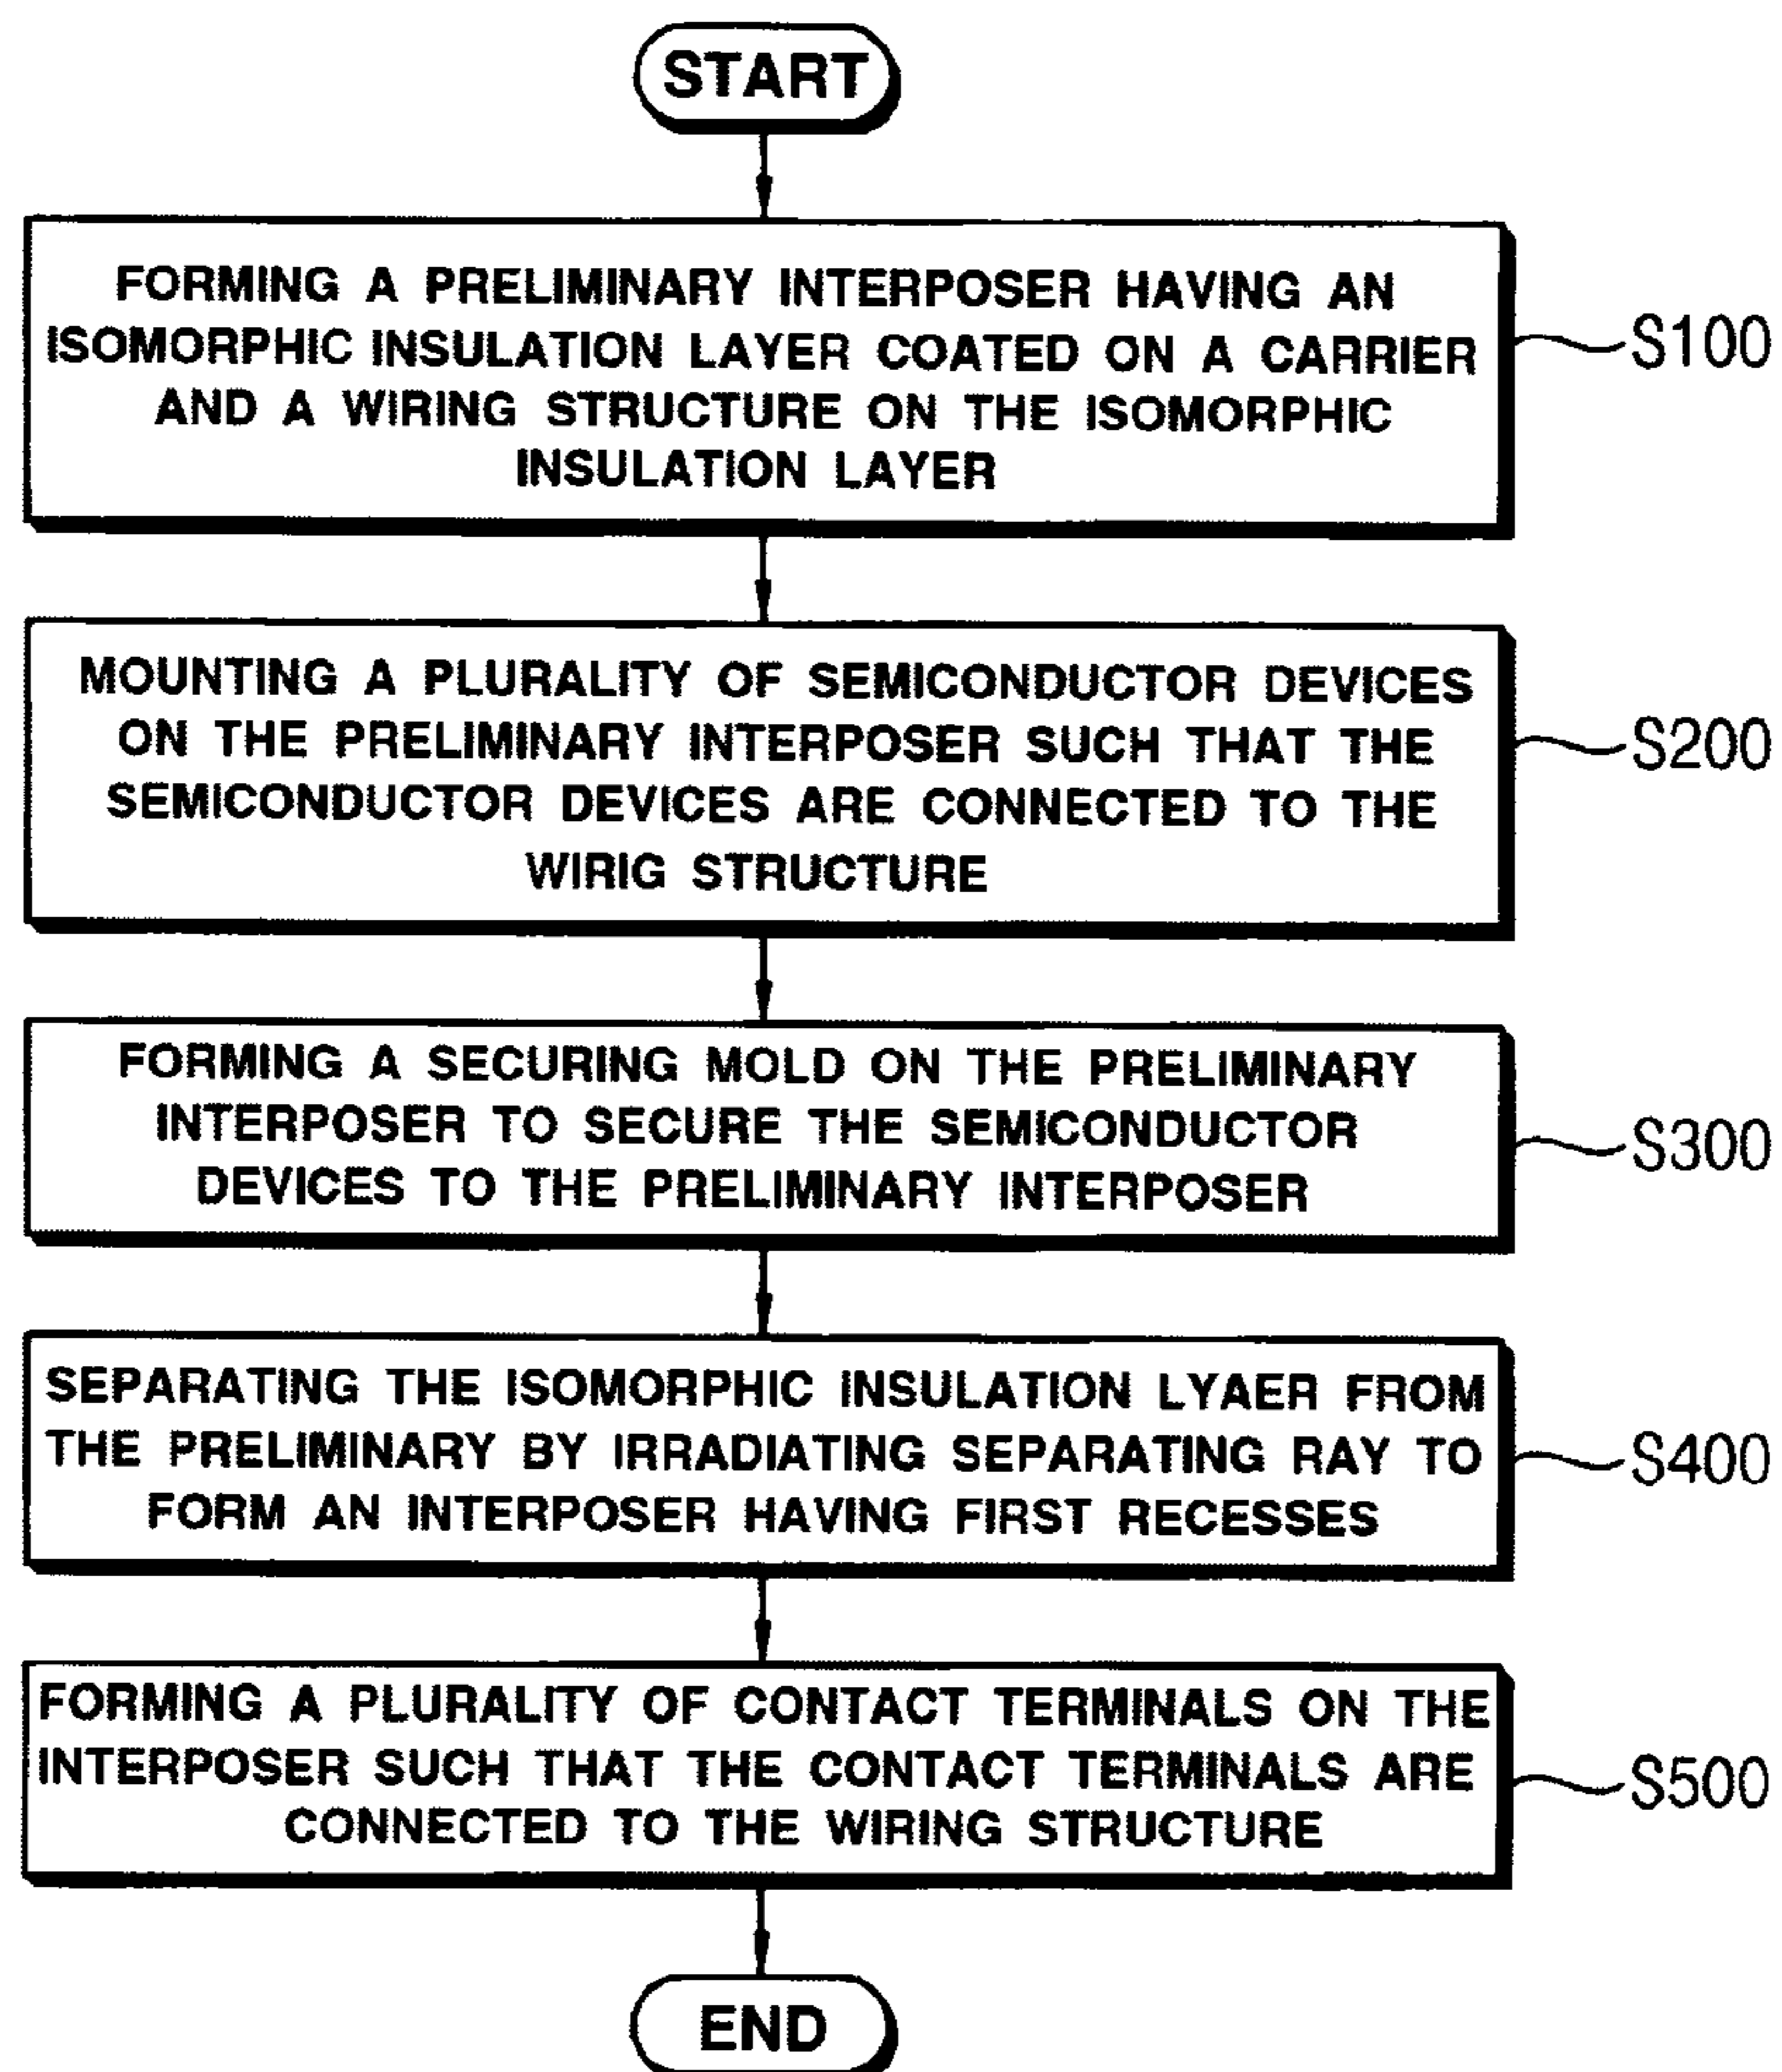 START
FORMING A PRELIMINARY INTERPOSER HAVING AN
ISOMORPHIC INSULATION LAYER COATED ON A CARRIER
AND A WIRING STRUCTURE ON THE ISOMORPHIC
INSULATION LAYER
S100
MOUNTING A PLURALITY OF SEMICONDUCTOR DEVICES
ON THE PRELIMINARY INTERPOSER SUCH THAT THE
SEMICONDUCTOR DEVICES ARE CONNECTED TO THE
WIRIG STRUCTURE
S200
FORMING A SECURING MOLD ON THE PRELIMINARY
INTERPOSER TO SECURE THE SEMICONDUCTOR
DEVICES TO THE PRELIMINARY INTERPOSER
S300
SEPARATING THE ISOMORPHIC INSULATION LYAER FROM
THE PRELIMINARY BY IRRADIATING SEPARATING RAY TO
FORM AN INTERPOSER HAVING FIRST RECESSES
S400
FORMING A PLURALITY OF CONTACT TERMINALS ON THE
INTERPOSER SUCH THAT THE CONTACT TERMINALS ARE
CONNECTED TO THE WIRING STRUCTURE
S500
END